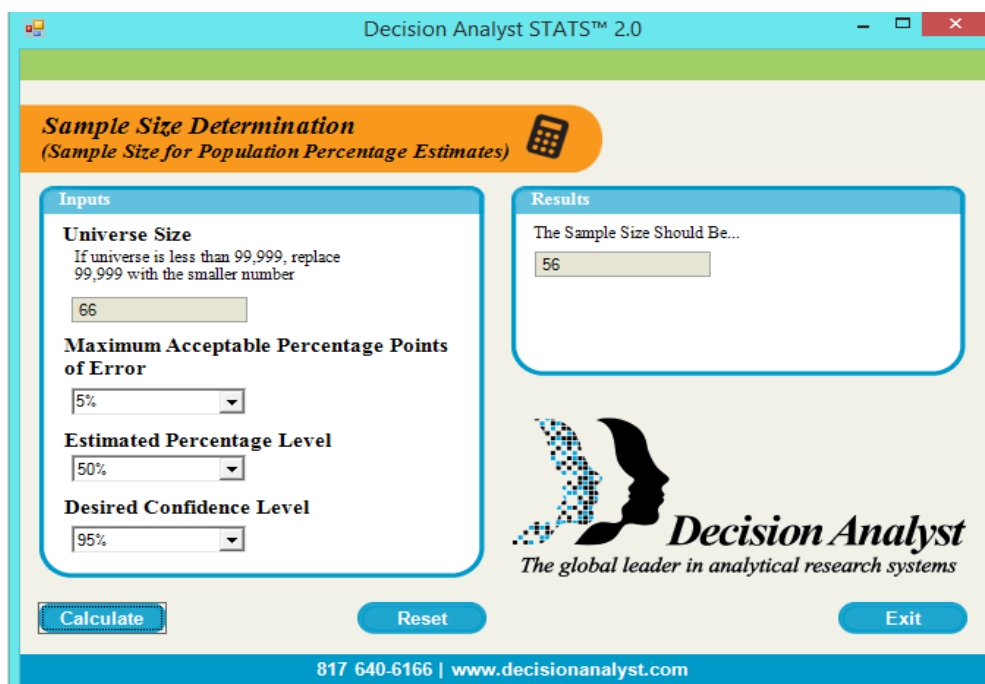 Decision Analyst STATS™ 2.0
Sample Size Determination
(Sample Size for Population Percentage Estimates)
Inputs
Universe Size
If universe is less than 99,999, replace
99,999 with the smaller number
66
Maximum Acceptable Percentage Points
of Error
5%
Estimated Percentage Level
50%
Desired Confidence Level
95%
Results
The Sample Size Should Be...
56
Decision Analyst
The global leader in analytical research systems
Calculate
Reset
Exit
817 640-6166 | www.decisionanalyst.com